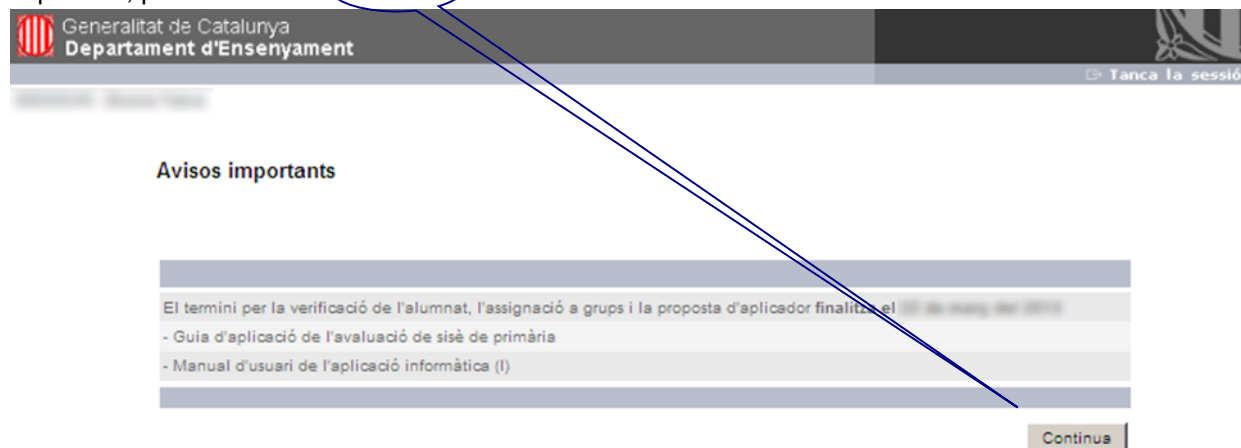 Generalitat de Catalunya
Departament d'Ensenyament
Tanca la sessió
Avisos importants
El termini per la verificació de l'alumnat, l'assignació a grups i la proposta d'aplicador finalitza el
- Guia d'aplicació de l'avaluació de sisè de primària
- Manual d'usuari de l'aplicació informàtica (I)
Continua